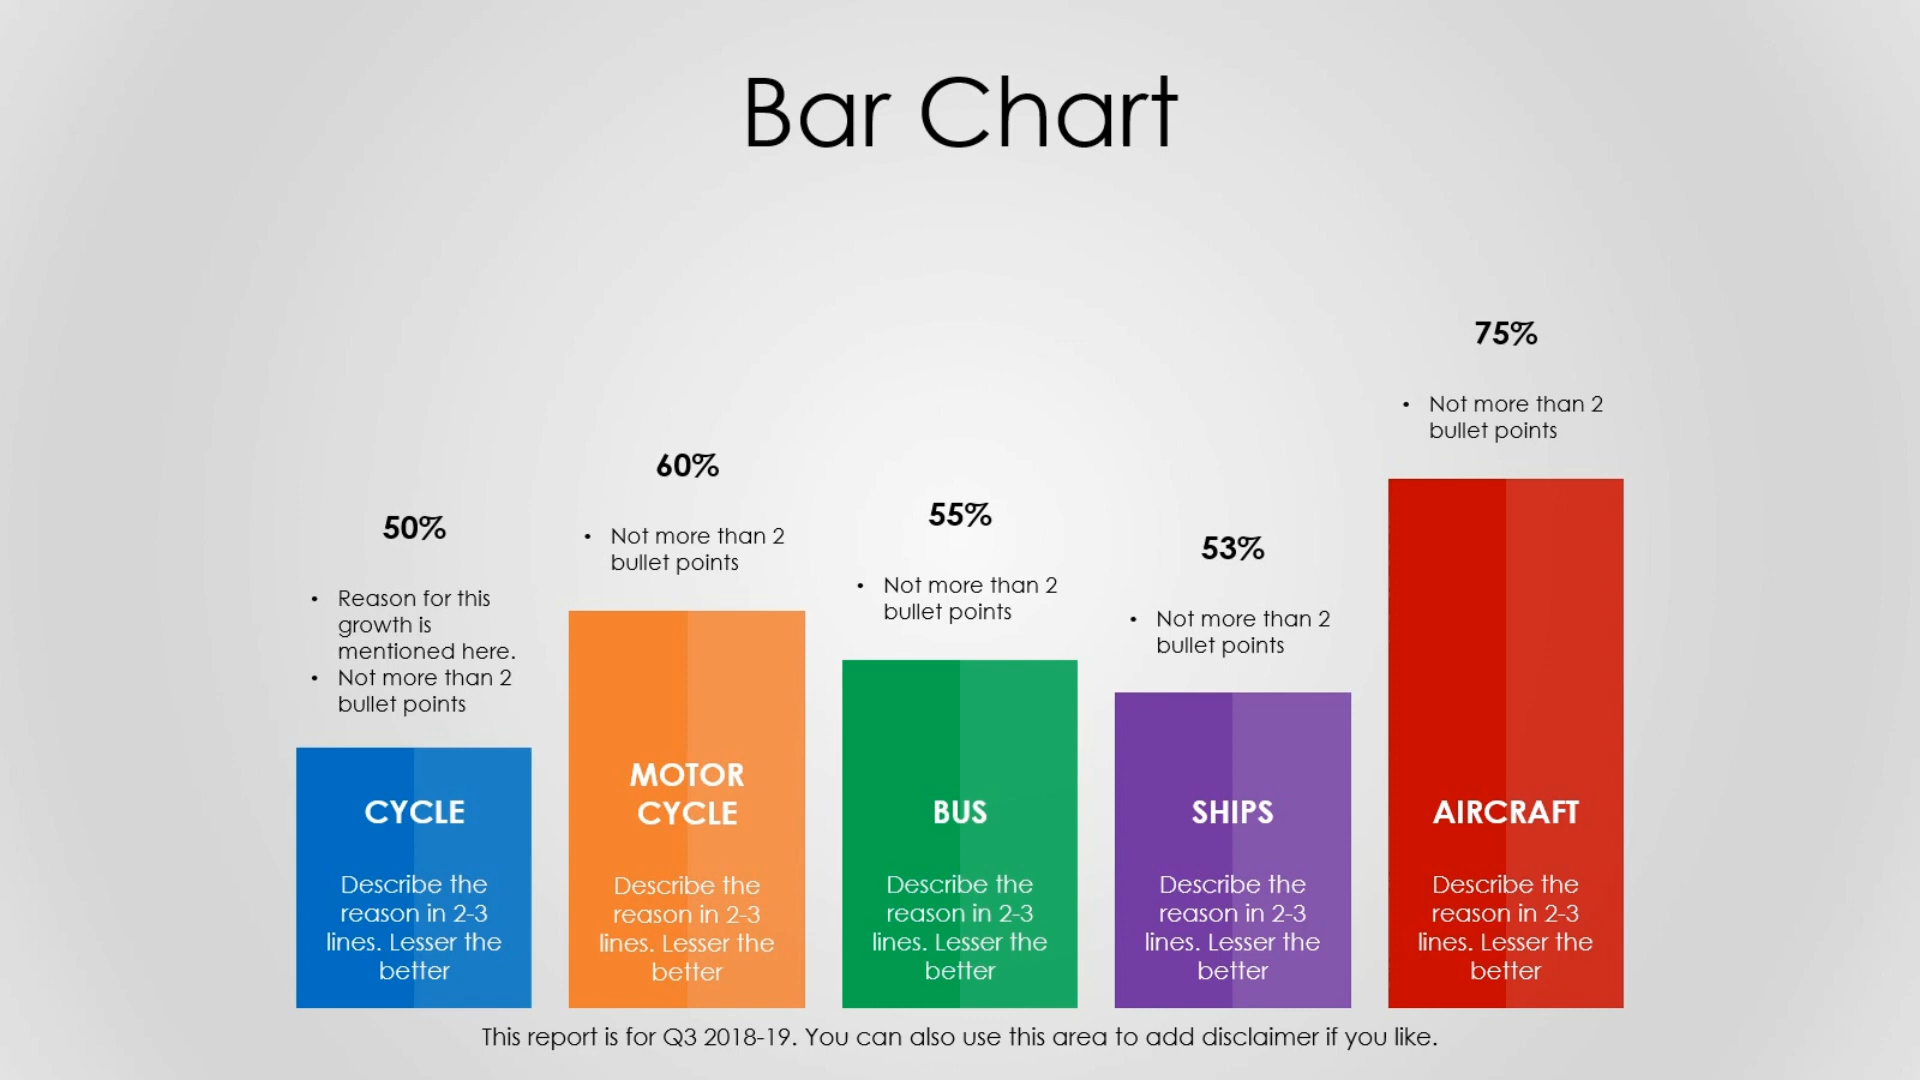 Bar Chart
50%
• Reason for this
growth is
mentioned here.
• Not more than 2
bullet points
CYCLE
Describe the
reason in 2-3
lines. Lesser the
better
60%
• Not more than 2
bullet points
MOTOR
CYCLE
Describe the
reason in 2-3
lines. Lesser the
better
55%
• Not more than 2
bullet points
BUS
Describe the
reason in 2-3
lines. Lesser the
better
53%
• Not more than 2
bullet points
SHIPS
Describe the
reason in 2-3
lines. Lesser the
better
75%
• Not more than 2
bullet points
AIRCRAFT
Describe the
reason in 2-3
lines. Lesser the
better
This report is for Q3 2018-19. You can also use this area to add disclaimer if you like.